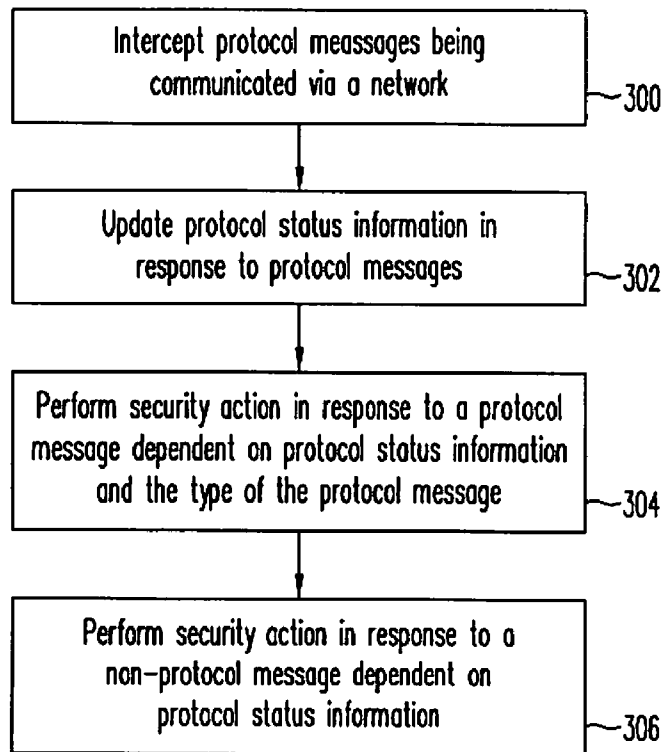 Intercept protocol meassages being
communicated via a network
300
Update protocol status information in
response to protocol messages
302
Perform security action in response to a protocol
message dependent on protocol status information
and the type of the protocol message
304
Perform security action in response to a
non-protocol message dependent on
protocol status information
306